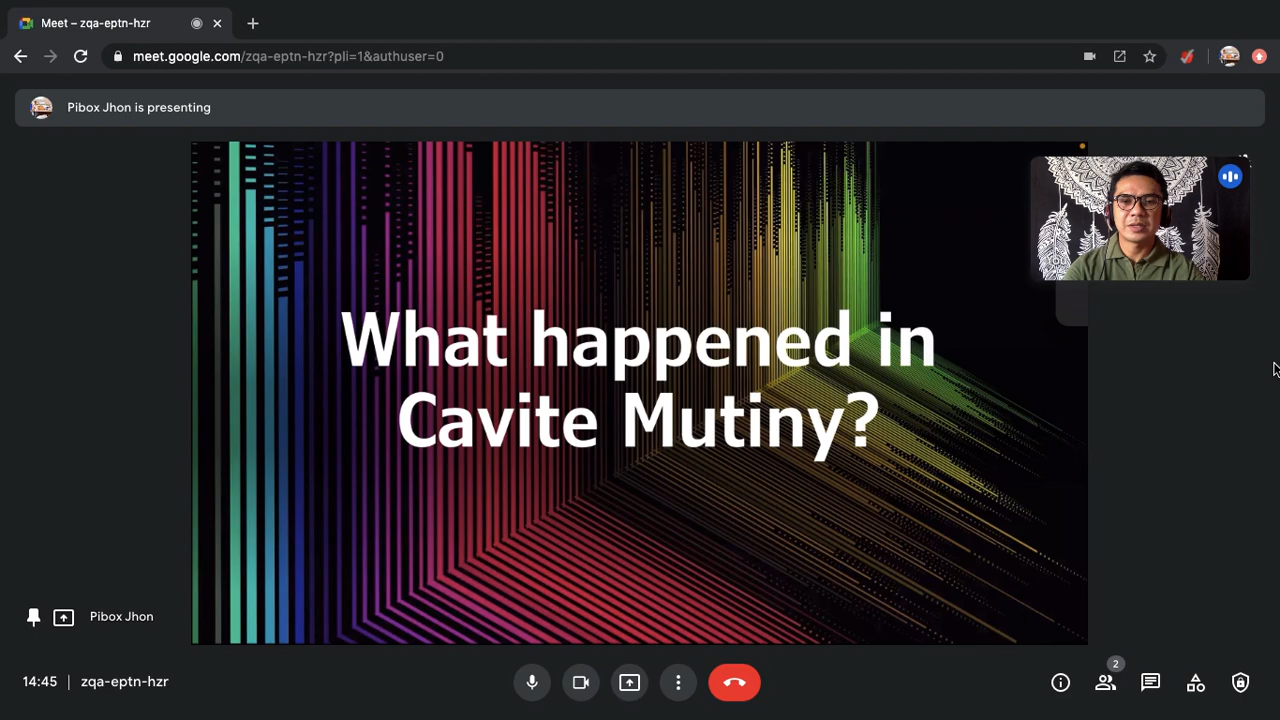 Meet – zqa-eptn-hzr
meet.google.com/zqa-eptn-hzr?pli=1&authuser=0
Pibox Jhon is presenting
What happened in
Cavite Mutiny?
Pibox Jhon
2
14:45 | zqa-eptn-hzr